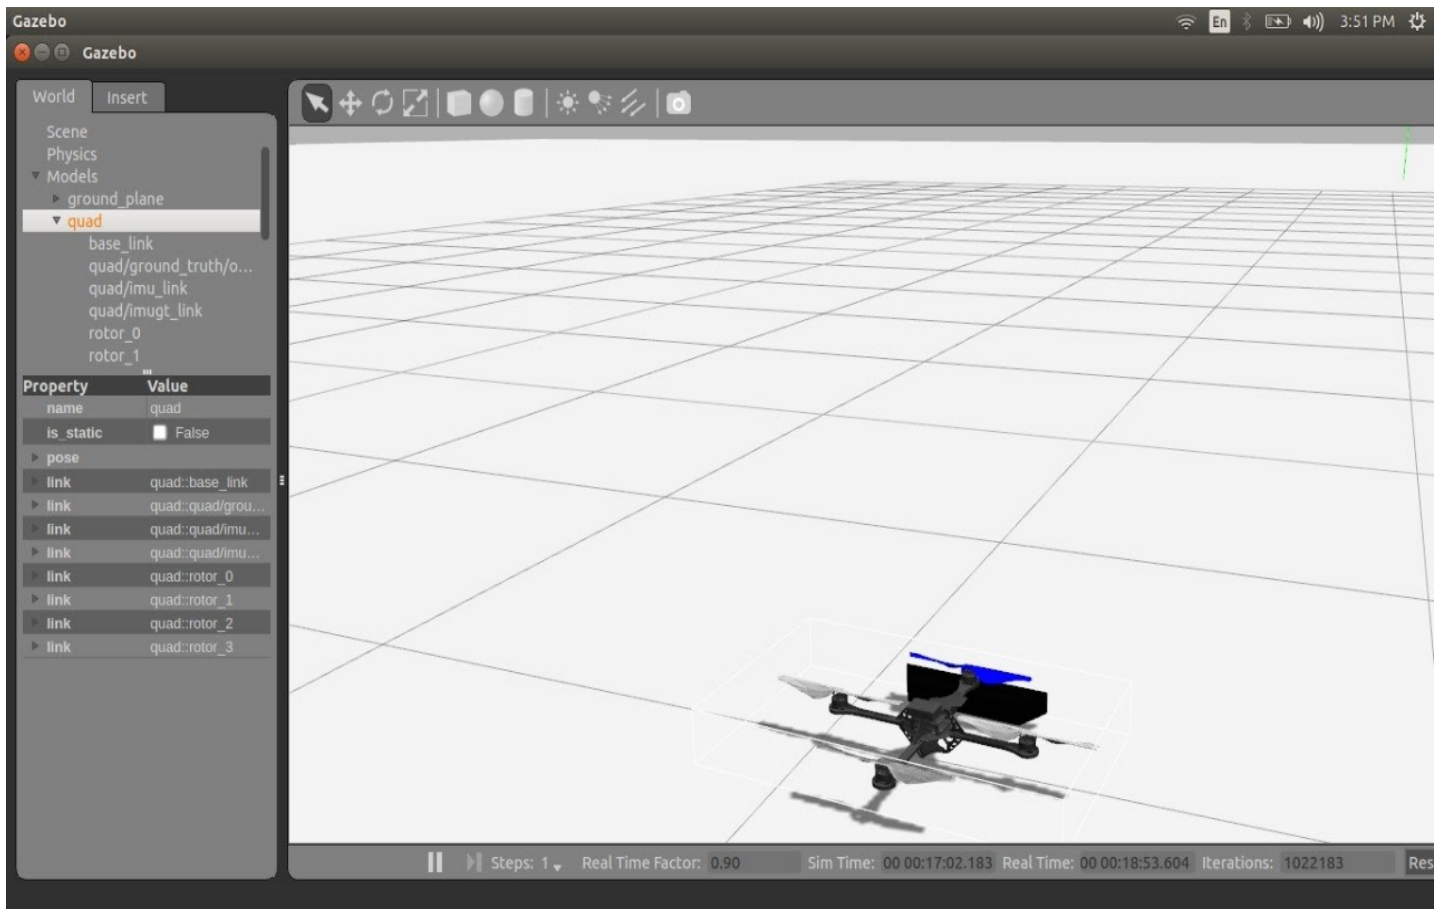 Gazebo
En 3:51 PM
Gazebo
World Insert
Scene
Physics
Models
ground_plane
quad
base_link
quad/ground_truth/o...
quad/imu_link
quad/imugt_link
rotor_0
rotor_1
Property Value
name quad
is_static False
pose
link quad::base_link
link quad::quad/grou...
link quad::quad/imu...
link quad::quad/imu...
link quad::rotor_0
link quad::rotor_1
link quad::rotor_2
link quad::rotor_3
Steps: 1 Real Time Factor: 0.90 Sim Time: 00 00:17:02.183 Real Time: 00 00:18:53.604 Iterations: 1022183 Res